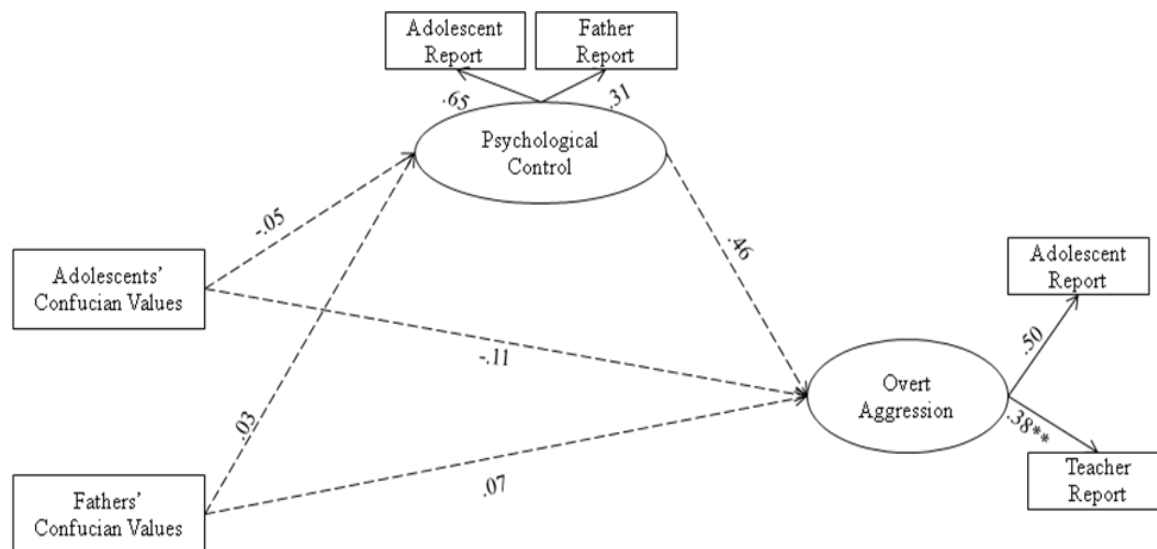 Adolescent
Report
Father
Report
.65
.31
Psychological
Control
-.05
.46
Adolescents’
Confucian Values
Adolescent
Report
-.11
.50
Overt
Aggression
.03
.38**
.07
Fathers’
Confucian Values
Teacher
Report